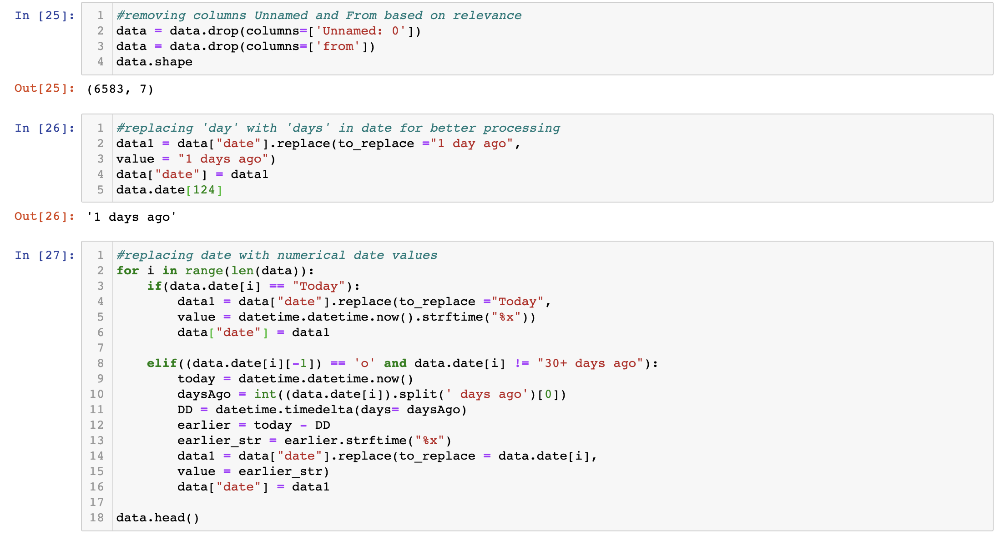 In [25]:
1 #removing columns Unnamed and From based on relevance
2 data = data.drop(columns=['Unnamed: 0'])
3 data = data.drop(columns=['from'])
4 data.shape
Out[25]: (6583, 7)
In [26]:
1 #replacing 'day' with 'days' in date for better processing
2 data1 = data["date"].replace(to_replace ="1 day ago",
3 value = "1 days ago")
4 data["date"] = data1
5 data.date[124]
Out[26]: '1 days ago'
In [27]:
1 #replacing date with numerical date values
2 for i in range(len(data)):
3     if(data.date[i] == "Today"):
4         data1 = data["date"].replace(to_replace ="Today",
5         value = datetime.datetime.now().strftime("%x"))
6         data["date"] = data1
7
8     elif((data.date[i][-1]) == 'o' and data.date[i] != "30+ days ago"):
9         today = datetime.datetime.now()
10         daysAgo = int((data.date[i]).split(' days ago')[0])
11         DD = datetime.timedelta(days= daysAgo)
12         earlier = today - DD
13         earlier_str = earlier.strftime("%x")
14         data1 = data["date"].replace(to_replace = data.date[i],
15         value = earlier_str)
16         data["date"] = data1
17
18 data.head()